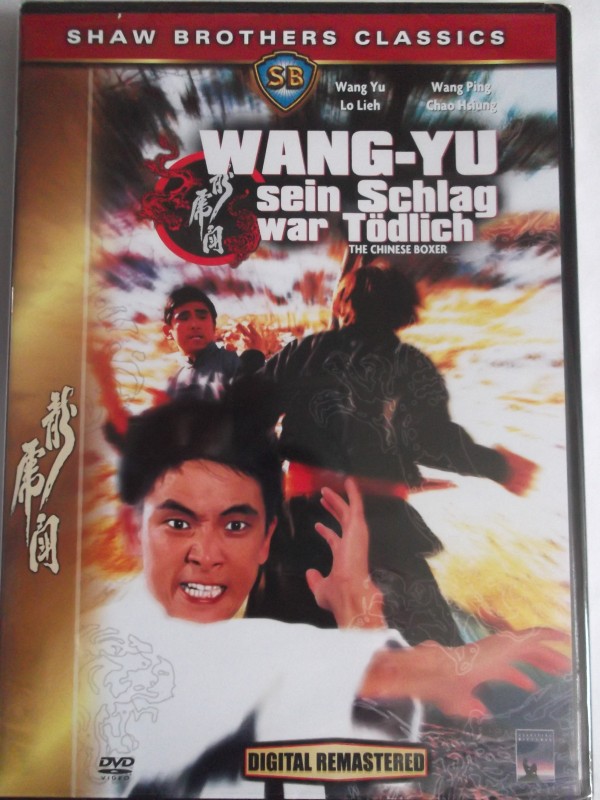 SHAW BROTHERS CLASSICS
SB
Wang Yu Wang Ping
Lo Lieh Chao Hsiung
WANG-YU
sein Schlag
war Tödlich
THE CHINESE BOXER
龍虎鬥
龍虎鬥
DVD
VIDEO
DIGITAL REMASTERED